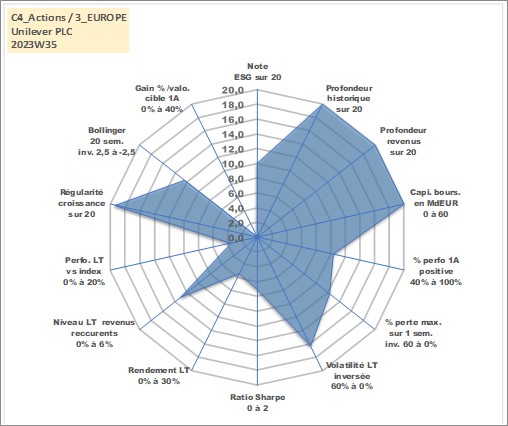 C4_Actions / 3_EUROPE
Unilever PLC
2023W35
Note
ESG sur 20
Profondeur
historique
sur 20
Profondeur
revenus
sur 20
Capi. bours.
en MdEUR
0 à 60
% perfo 1A
positive
40% à 100%
% perte max.
sur 1 sem.
inv. 60 à 0%
Volatilité LT
inversée
60% à 0%
Ratio Sharpe
0 à 2
Rendement LT
0% à 30%
Niveau LT revenus
reccurents
0% à 6%
Perfo. LT
vs index
0% à 20%
Régularité
croissance
sur 20
Bollinger
20 sem.
inv. 2,5 à -2,5
Gain % /valo.
cible 1A
0% à 40%
20,0
18,0
16,0
14,0
12,0
10,0
8,0
6,0
4,0
2,0
0,0